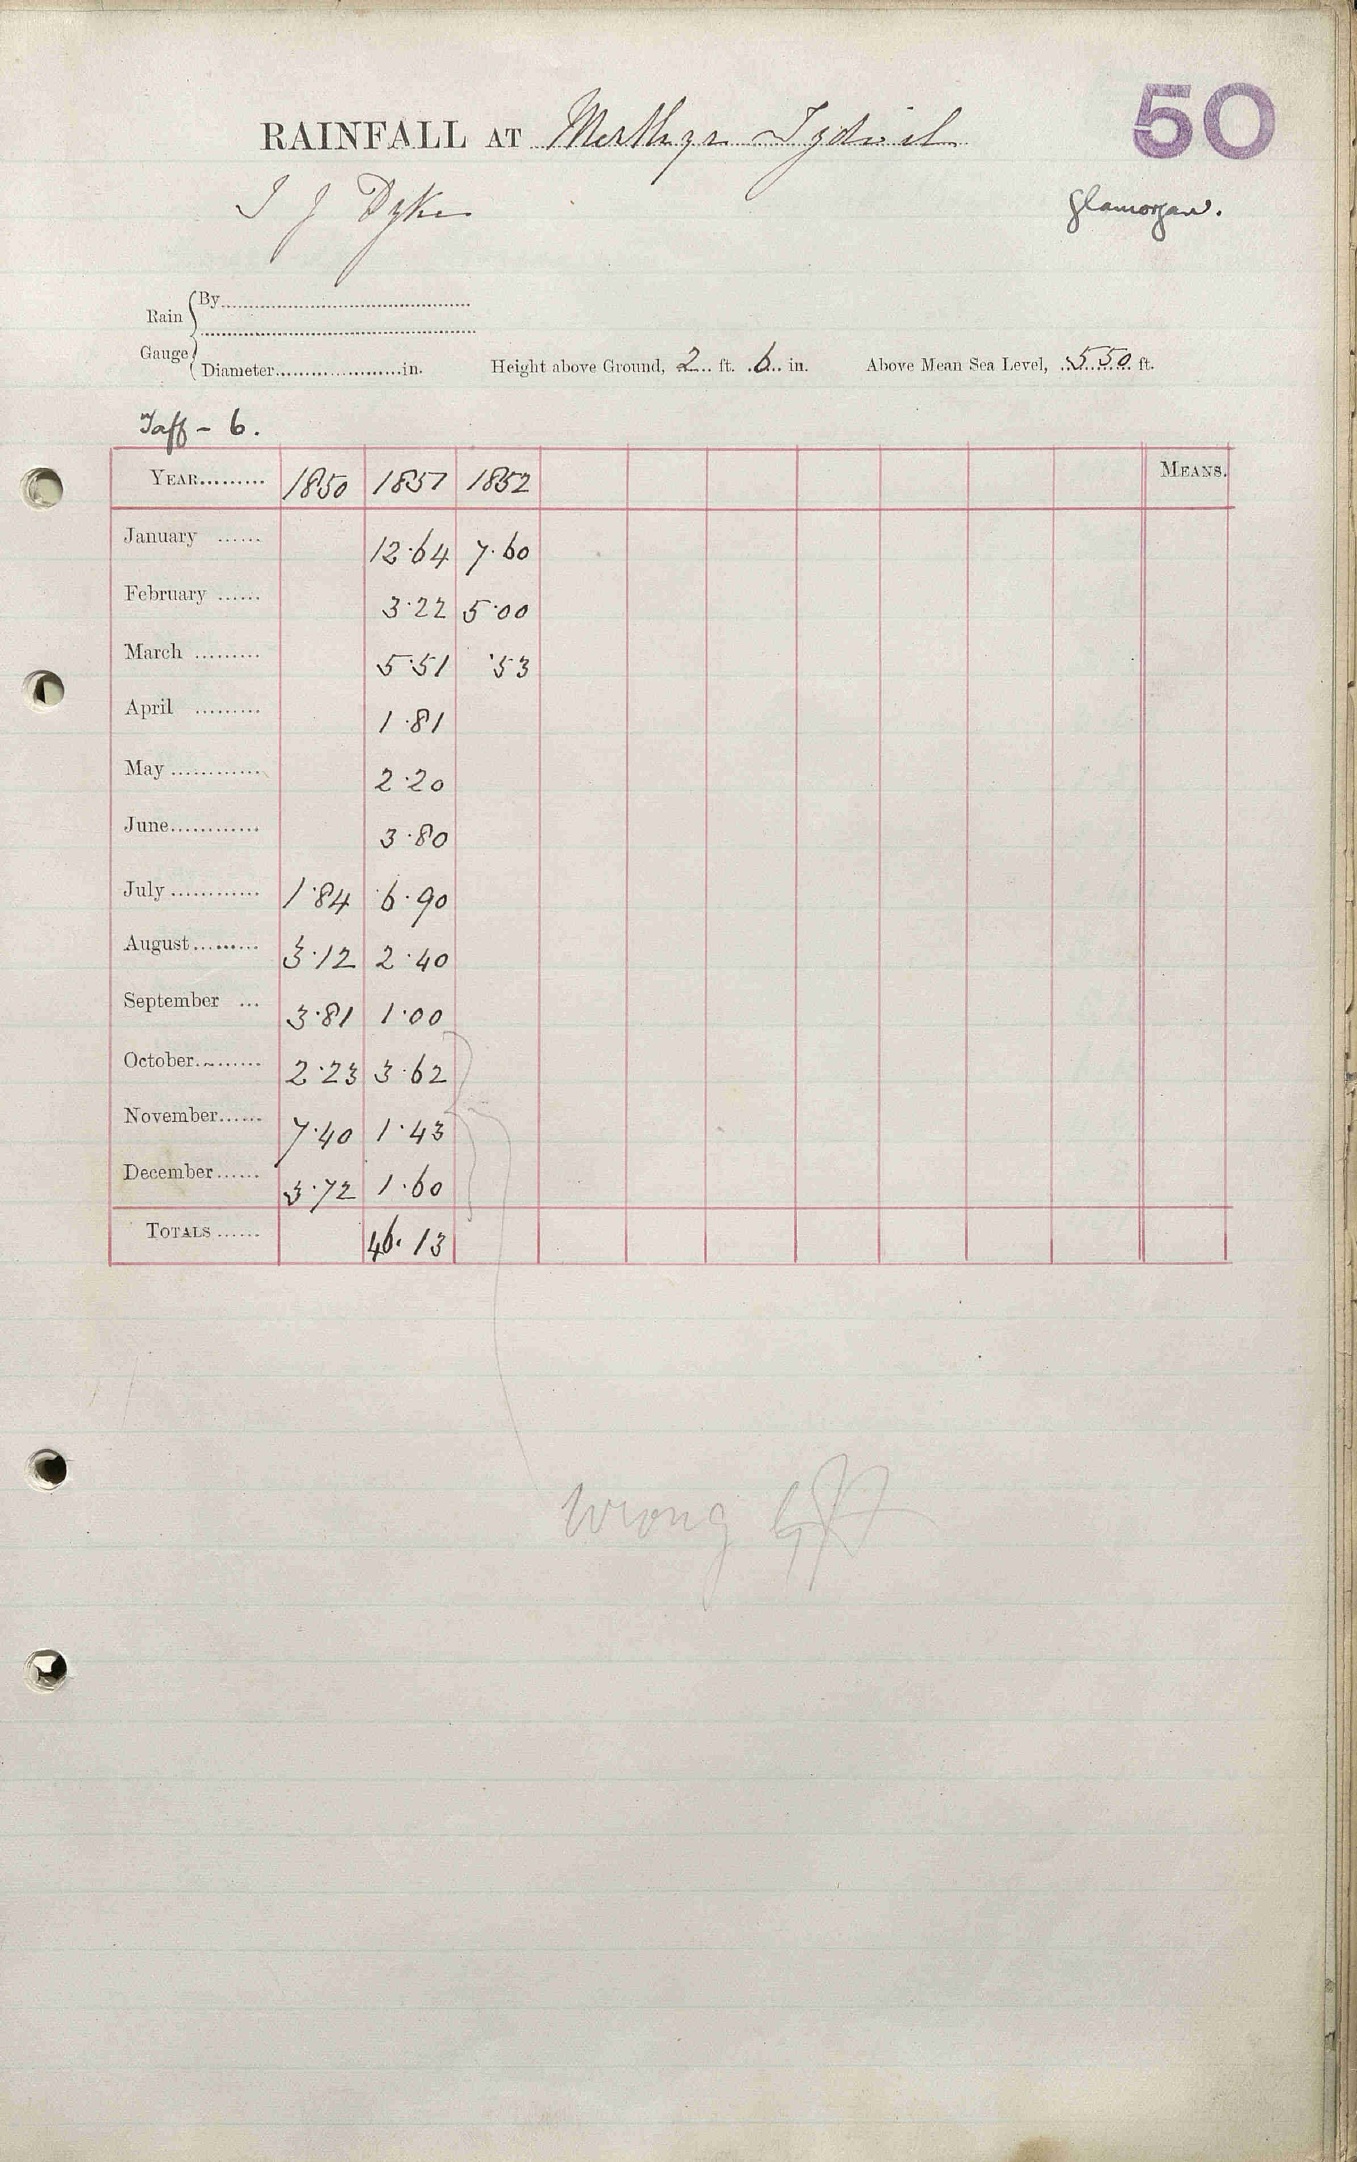 50
RAINFALL AT Merthyr Tydvil
T J Dyke
Glamorgan.
Rain Gauge
By
Diameter.....................in. Height above Ground, 2 ft. 6 in. Above Mean Sea Level, 550 ft.
Taff - 6.
YEAR......... 1850 1851 1852 MEANS.
January ...... 12·64 7·60
February ...... 3·22 5·00
March ......... 5·51 ·53
April ......... 1·81
May ............ 2·20
June............ 3·80
July ............ 1·84 6·90
August......... 3·12 2·40
September ... 3·81 1·00
October......... 2·23 3·62
November...... 7·40 1·43
December...... 3·72 1·60
TOTALS ...... 46·13
Wrong